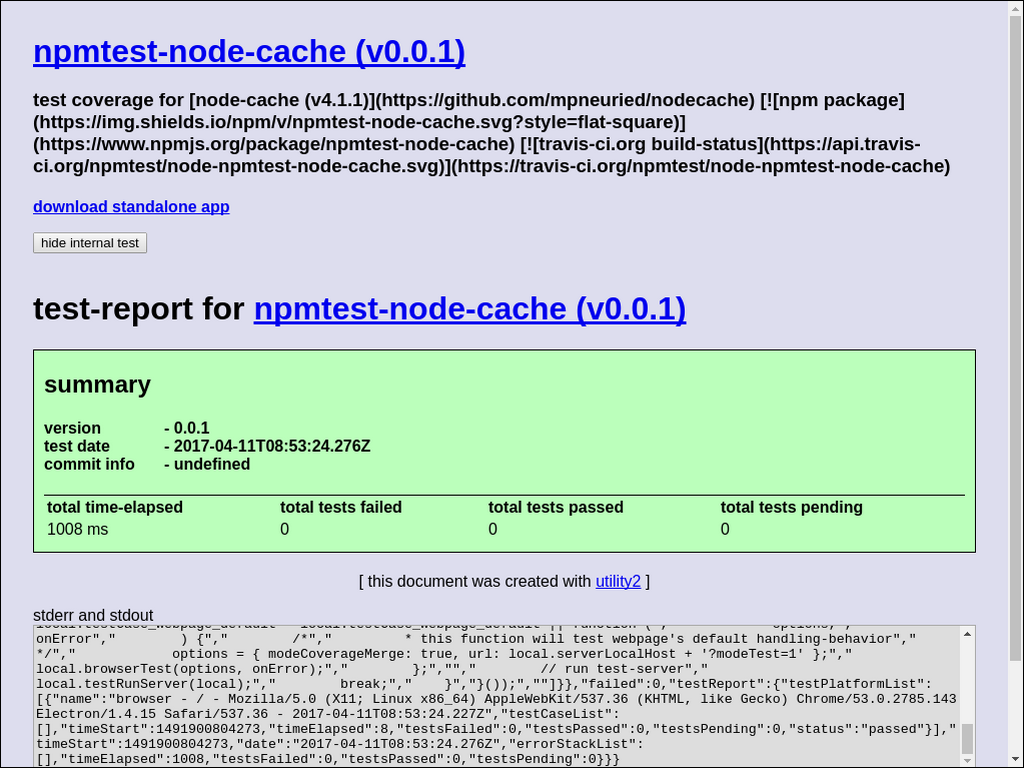 npmtest-node-cache (v0.0.1)
test coverage for [node-cache (v4.1.1)](https://github.com/mpneuried/nodecache) [![npm package]
(https://img.shields.io/npm/v/npmtest-node-cache.svg?style=flat-square)]
(https://www.npmjs.org/package/npmtest-node-cache) [![travis-ci.org build-status](https://api.travis-
ci.org/npmtest/node-npmtest-node-cache.svg)](https://travis-ci.org/npmtest/node-npmtest-node-cache)
download standalone app
hide internal test
test-report for npmtest-node-cache (v0.0.1)
summary
version - 0.0.1
test date - 2017-04-11T08:53:24.276Z
commit info - undefined
total time-elapsed total tests failed total tests passed total tests pending
1008 ms 0 0 0
[ this document was created with utility2 ]
stderr and stdout
local.testCase_webpage_default = local.testCase_webpage_default || function (","            options,","
onError","        ) {","        /*","         * this function will test webpage's default handling-behavior","
*/","            options = { modeCoverageMerge: true, url: local.serverLocalHost + '?modeTest=1' };","
local.browserTest(options, onError);","        };","","        // run test-server","
local.testRunServer(local);","        break;","    }","}());",""]}},"failed":0,"testReport":{"testPlatformList":
[{"name":"browser - / - Mozilla/5.0 (X11; Linux x86_64) AppleWebKit/537.36 (KHTML, like Gecko) Chrome/53.0.2785.143
Electron/1.4.15 Safari/537.36 - 2017-04-11T08:53:24.227Z","testCaseList":
[],"timeStart":1491900804273,"timeElapsed":8,"testsFailed":0,"testsPassed":0,"testsPending":0,"status":"passed"}],"
timeStart":1491900804273,"date":"2017-04-11T08:53:24.276Z","errorStackList":
[],"timeElapsed":1008,"testsFailed":0,"testsPassed":0,"testsPending":0}}}